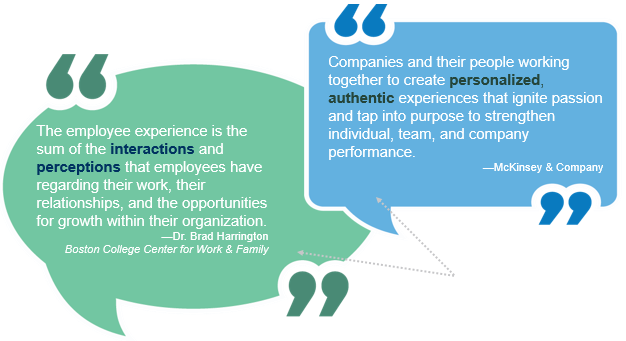 The employee experience is the
sum of the interactions and
perceptions that employees have
regarding their work, their
relationships, and the opportunities
for growth within their organization.
—Dr. Brad Harrington
Boston College Center for Work & Family
Companies and their people working
together to create personalized,
authentic experiences that ignite passion
and tap into purpose to strengthen
individual, team, and company
performance.
—McKinsey & Company